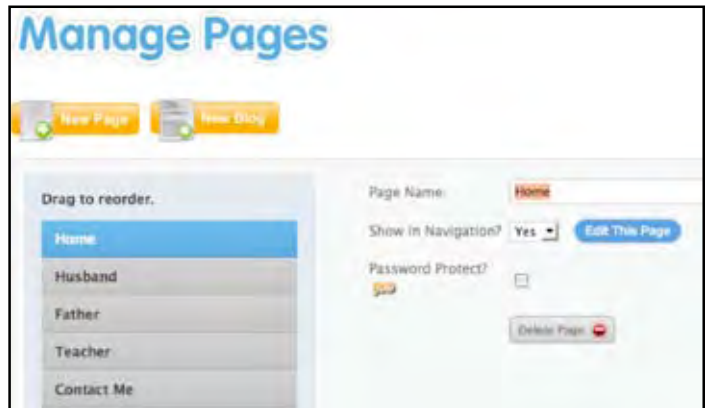 Manage Pages
New Page
New Blog
Drag to reorder.
Home
Husband
Father
Teacher
Contact Me
Page Name:
Home
Show in Navigation?
Yes
Edit This Page
Password Protect?
Delete Page